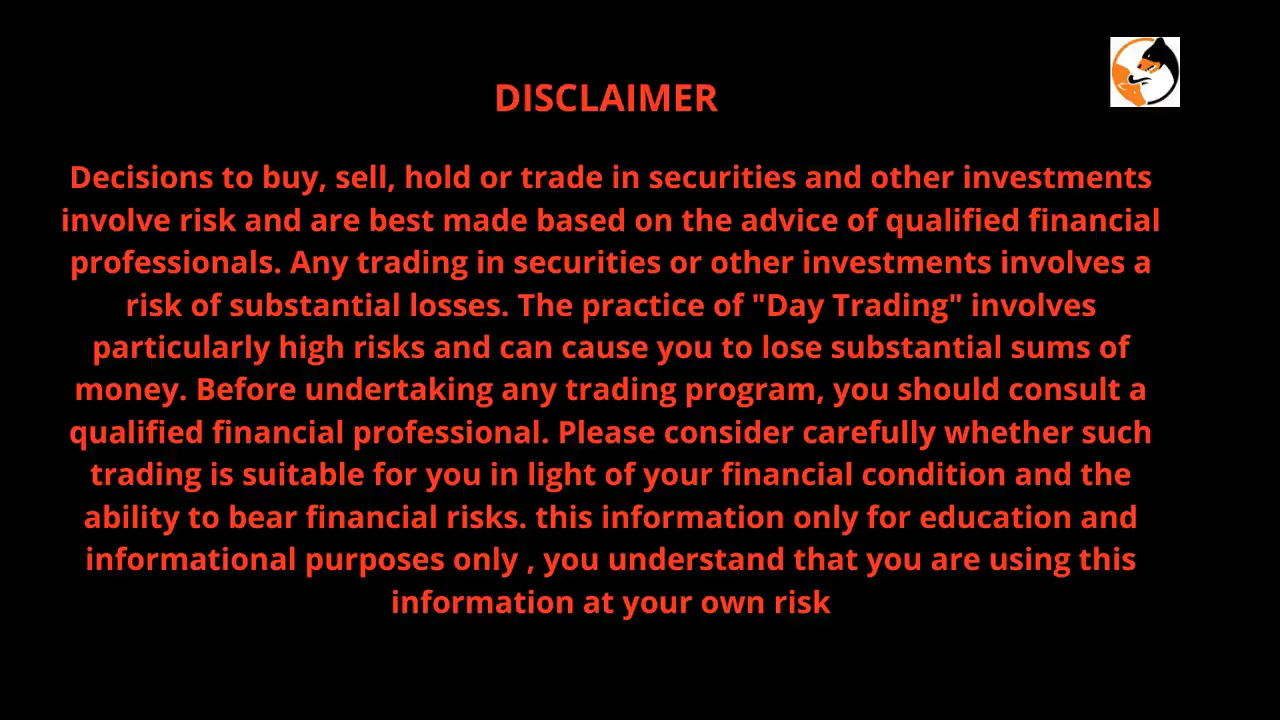 DISCLAIMER
Decisions to buy, sell, hold or trade in securities and other investments
involve risk and are best made based on the advice of qualified financial
professionals. Any trading in securities or other investments involves a
risk of substantial losses. The practice of "Day Trading" involves
particularly high risks and can cause you to lose substantial sums of
money. Before undertaking any trading program, you should consult a
qualified financial professional. Please consider carefully whether such
trading is suitable for you in light of your financial condition and the
ability to bear financial risks. this information only for education and
informational purposes only , you understand that you are using this
information at your own risk